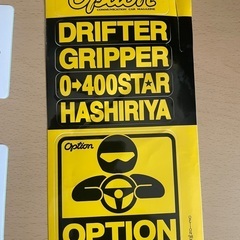 Option
DRIFTER
GRIPPER
0→400STAR
HASHIRIYA
Option
OPTION